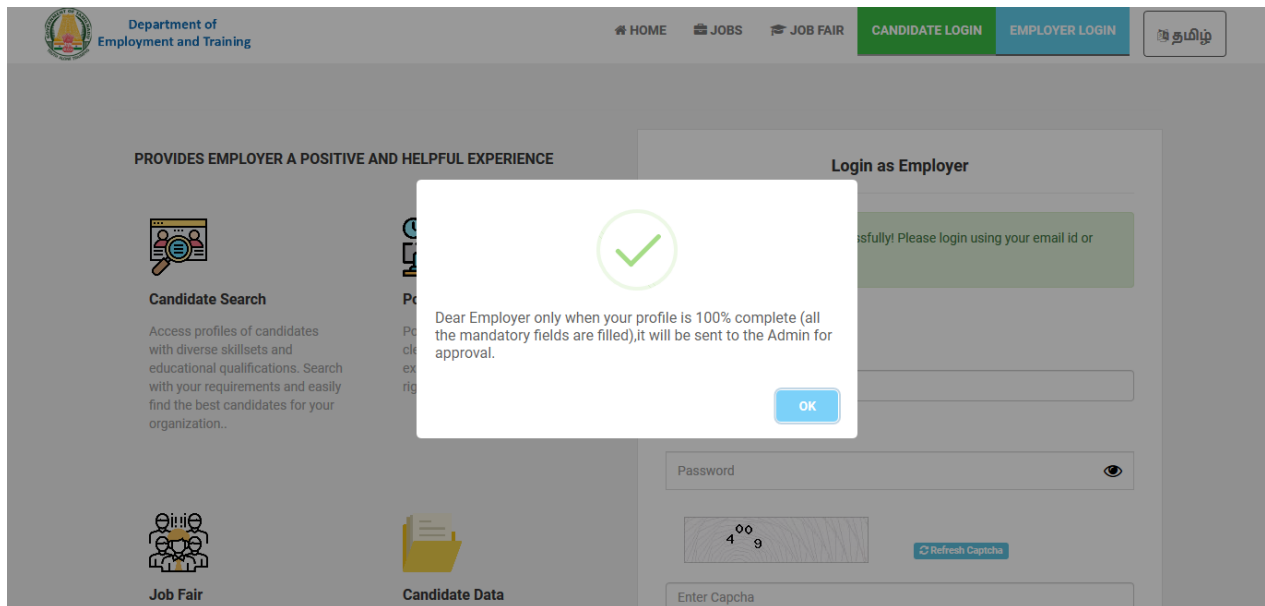 Department of
Employment and Training
HOME
JOBS
JOB FAIR
CANDIDATE LOGIN
EMPLOYER LOGIN
தமிழ்
PROVIDES EMPLOYER A POSITIVE AND HELPFUL EXPERIENCE
Candidate Search
Access profiles of candidates
with diverse skillsets and
educational qualifications. Search
with your requirements and easily
find the best candidates for your
organization..
Job Fair
Candidate Data
Dear Employer only when your profile is 100% complete (all
the mandatory fields are filled),it will be sent to the Admin for
approval.
OK
Login as Employer
Please login using your email id or
Password
4009
Refresh Captcha
Enter Capcha